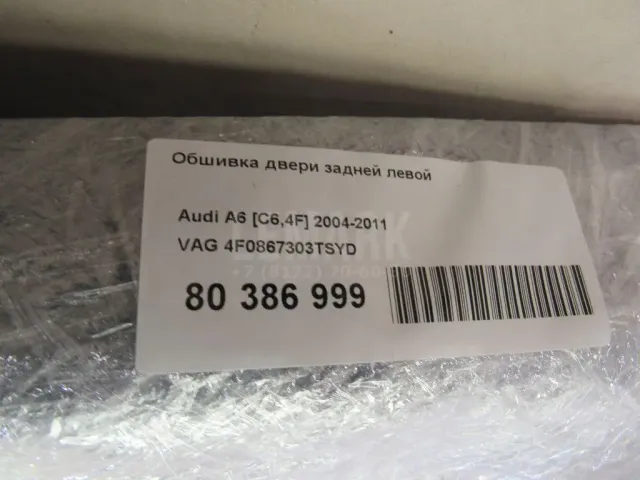 Обшивка двери задней левой
Audi A6 [C6,4F] 2004-2011
VAG 4F0867303TSYD
80 386 999